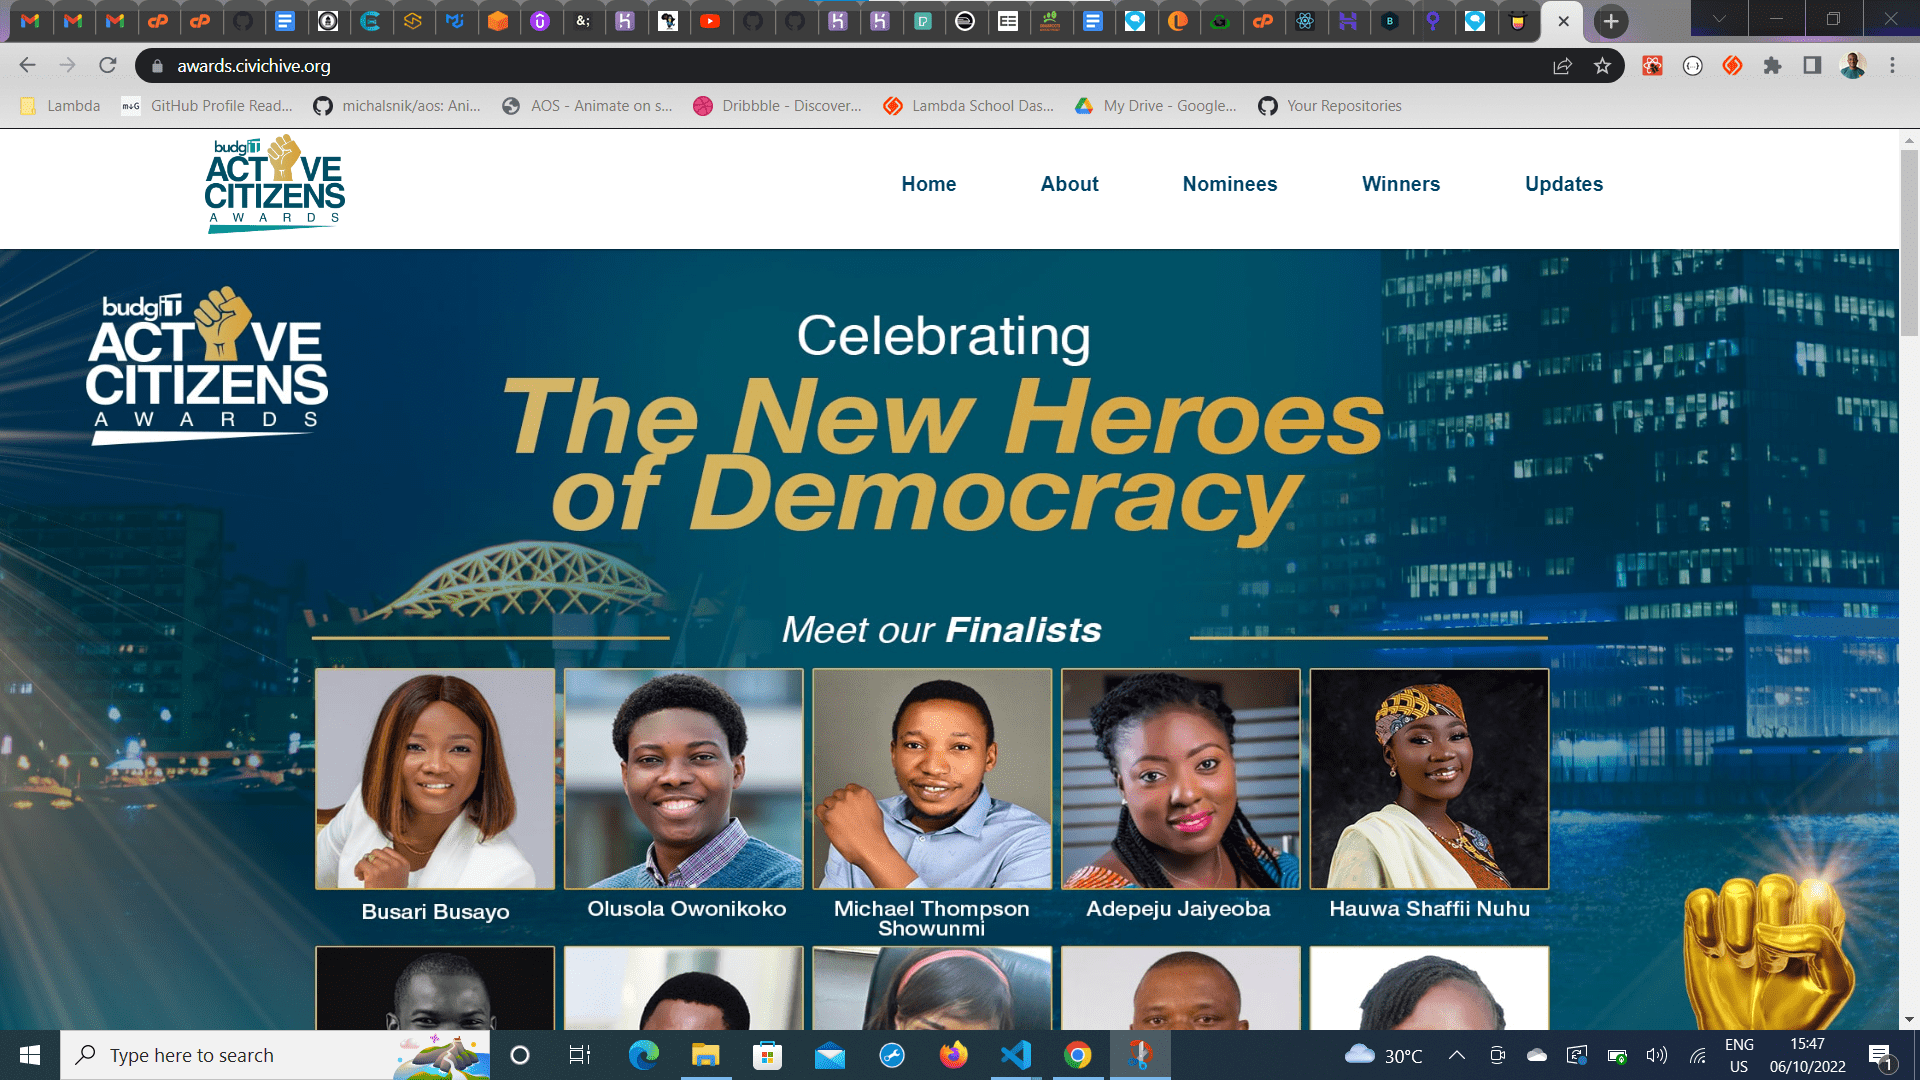 awards.civichive.org
Lambda
m↓G
GitHub Profile Read...
michalsnik/aos: Ani...
AOS - Animate on s...
Dribbble - Discover...
Lambda School Das...
My Drive - Google...
Your Repositories
budgIT
ACTIVE
CITIZENS
AWARDS
Home
About
Nominees
Winners
Updates
budgIT
ACTIVE
CITIZENS
AWARDS
Celebrating
The New Heroes
of Democracy
Meet our Finalists
Busari Busayo
Olusola Owonikoko
Michael Thompson
Showunmi
Adepeju Jaiyeoba
Hauwa Shaffii Nuhu
Type here to search
30°C
ENG
US
15:47
06/10/2022
1